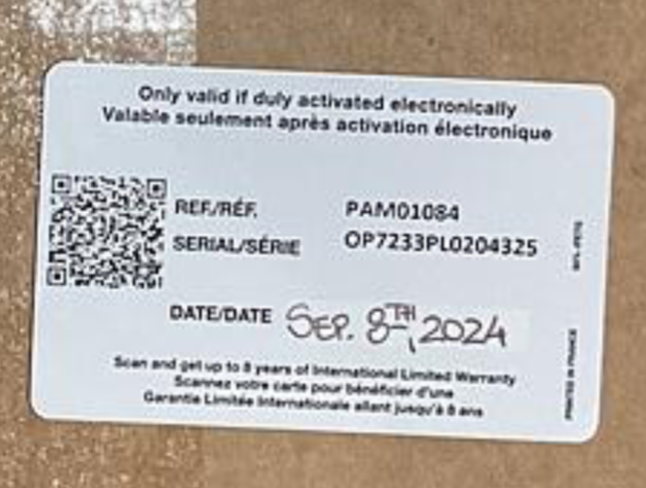 Only valid if duly activated electronically
Valable seulement après activation électronique
REF./RÉF. PAM01084
SERIAL/SÉRIE OP7233PL0204325
DATE/DATE SEP. 8TH, 2024
Scan and get up to 8 years of International Limited Warranty
Scannez votre carte pour bénéficier d'une
Garantie Limitée Internationale allant jusqu'à 8 ans
PRINTED IN FRANCE